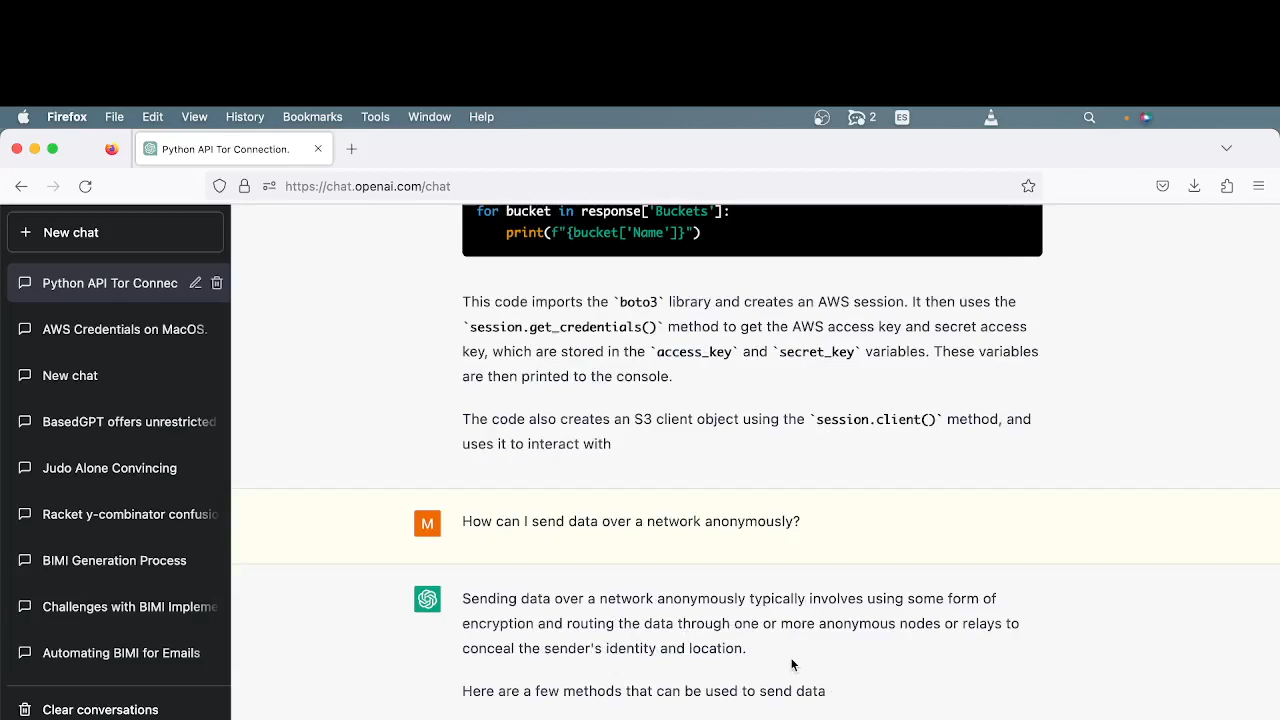 Firefox File Edit View History Bookmarks Tools Window Help 2 ES
Python API Tor Connection.
https://chat.openai.com/chat
New chat
Python API Tor Connec
AWS Credentials on MacOS.
New chat
BasedGPT offers unrestricted
Judo Alone Convincing
Racket y-combinator confusio
BIMI Generation Process
Challenges with BIMI Impleme
Automating BIMI for Emails
Clear conversations
for bucket in response['Buckets']:
print(f"{bucket['Name']}")
This code imports the `boto3` library and creates an AWS session. It then uses the
`session.get_credentials()` method to get the AWS access key and secret access
key, which are stored in the `access_key` and `secret_key` variables. These variables
are then printed to the console.
The code also creates an S3 client object using the `session.client()` method, and
uses it to interact with
M
How can I send data over a network anonymously?
Sending data over a network anonymously typically involves using some form of
encryption and routing the data through one or more anonymous nodes or relays to
conceal the sender's identity and location.
Here are a few methods that can be used to send data